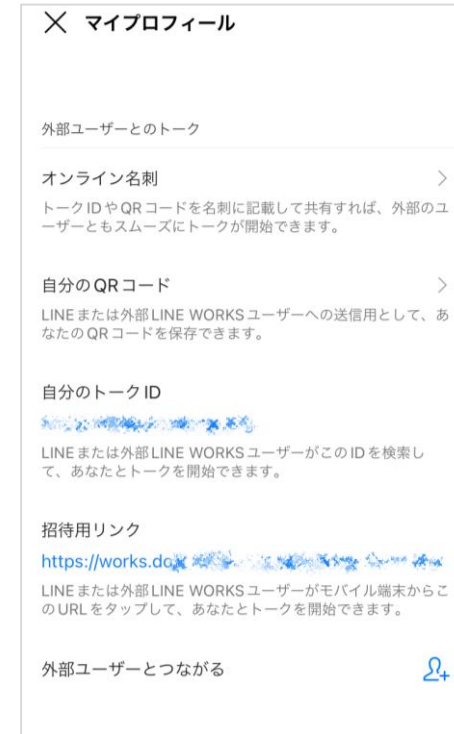 マイプロフィール
外部ユーザーとのトーク
オンライン名刺
トークIDやQRコードを名刺に記載して共有すれば、外部のユ
ーザーともスムーズにトークが開始できます。
自分のQRコード
LINEまたは外部LINE WORKSユーザーへの送信用として、あ
なたのQRコードを保存できます。
自分のトークID
LINEまたは外部LINE WORKSユーザーがこのIDを検索し
て、あなたとトークを開始できます。
招待用リンク
https://works.do
LINEまたは外部LINE WORKSユーザーがモバイル端末からこ
のURLをタップして、あなたとトークを開始できます。
外部ユーザーとつながる